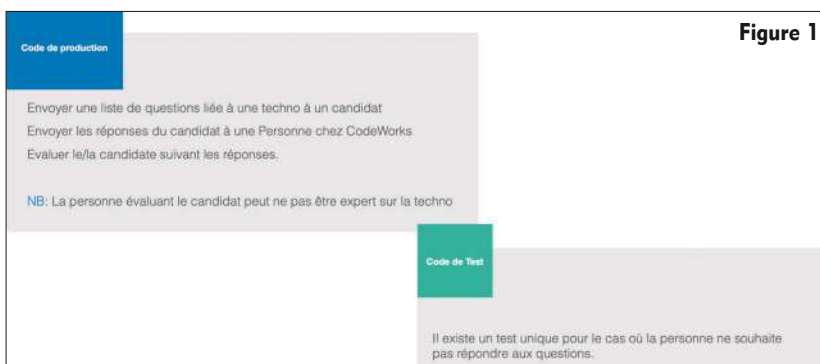 Figure 1
Code de production
Envoyer une liste de questions liée à une techno à un candidat
Envoyer les réponses du candidat à une Personne chez CodeWorks
Evaluer le/la candidate suivant les réponses.
NB: La personne évaluant le candidat peut ne pas être expert sur la techno
Code de Test
Il existe un test unique pour le cas où la personne ne souhaite
pas répondre aux questions.